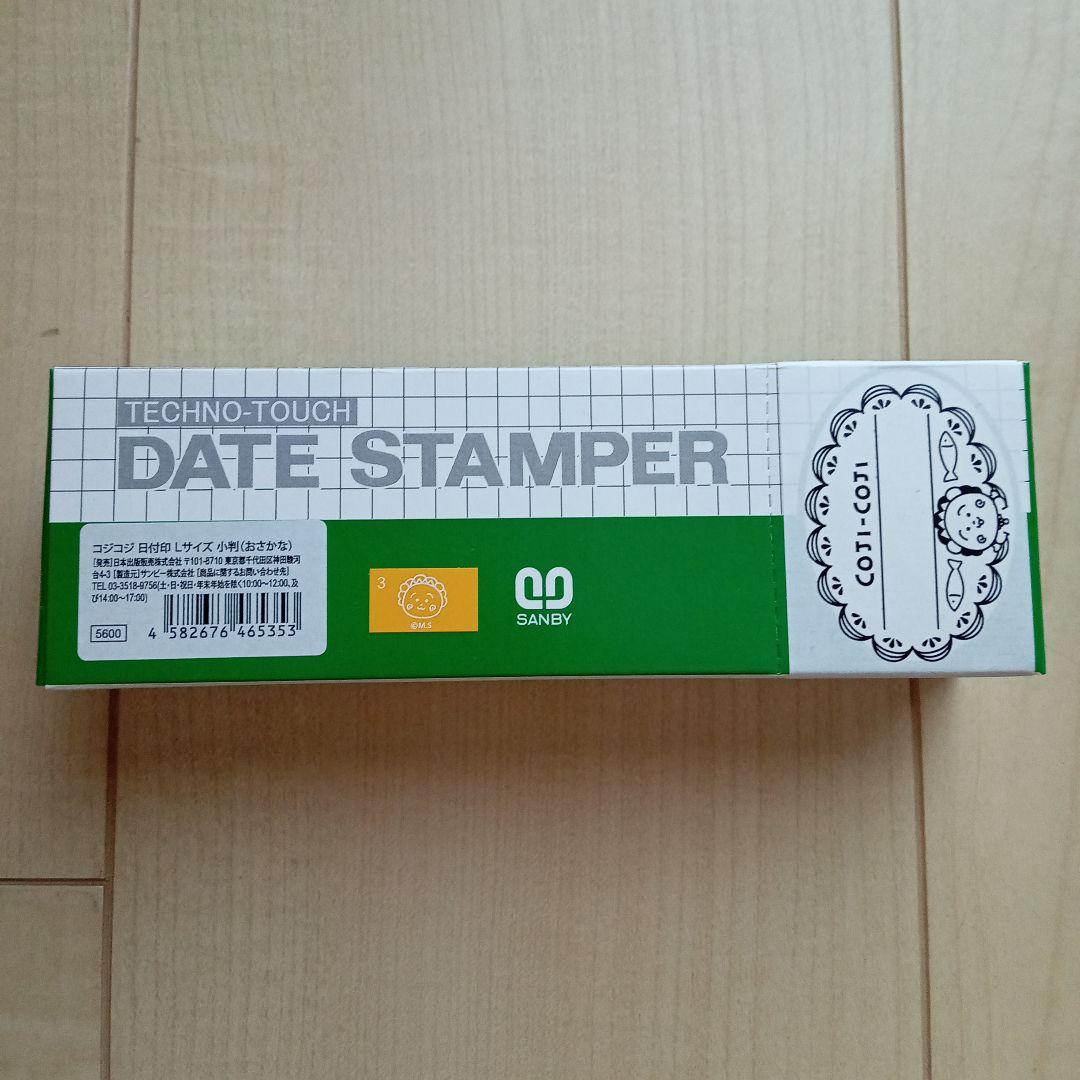 TECHNO-TOUCH
DATE STAMPER
コジコジ 日付印 Lサイズ 小判(おさかな)
[発売]日本出版販売株式会社 〒101-8710 東京都千代田区神田駿河
台4-3 [製造元]サンビー株式会社 [商品に関するお問い合わせ先]
TEL 03-3518-9756(土・日・祝日・年末年始を除く10:00〜12:00、及
び14:00〜17:00)
5600
4 582676 465353
3
©M.S
SANBY
COJI-COJI